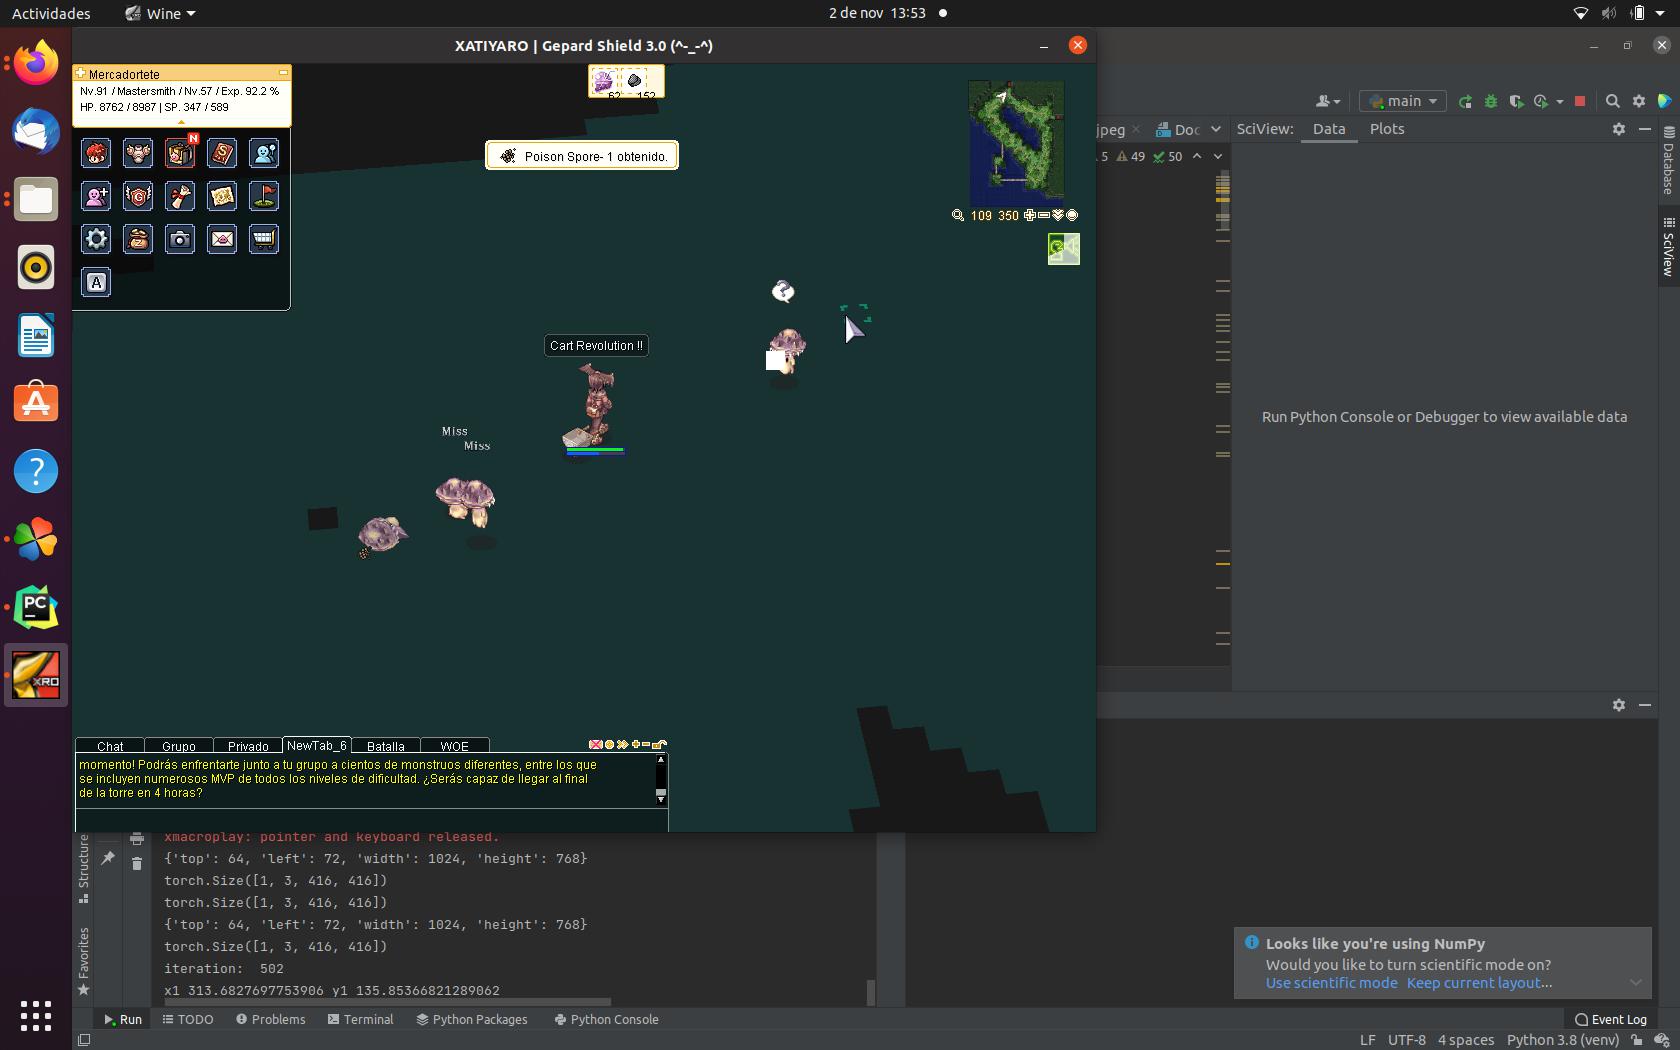 Actividades
Wine
2 de nov 13:53
XATIYARO | Gepard Shield 3.0 (^-_-^)
Mercadortete
Nv.91 / Mastersmith / Nv.57 / Exp. 92.2 %
HP. 8762 / 8987 | SP. 347 / 589
N
A
62 152
Poison Spore- 1 obtenido.
109 350
Cart Revolution !!
Miss
Miss
Chat
Grupo
Privado
NewTab_6
Batalla
WOE
momento! Podrás enfrentarte junto a tu grupo a cientos de monstruos diferentes, entre los que
se incluyen numerosos MVP de todos los niveles de dificultad. ¿Serás capaz de llegar al final
de la torre en 4 horas?
main
jpeg
Doc
SciView:
Data
Plots
5 49 50
Database
SciView
Run Python Console or Debugger to view available data
PC
XRO
Structure
Favorites
xmacroplay: pointer and keyboard released.
{'top': 64, 'left': 72, 'width': 1024, 'height': 768}
torch.Size([1, 3, 416, 416])
torch.Size([1, 3, 416, 416])
{'top': 64, 'left': 72, 'width': 1024, 'height': 768}
torch.Size([1, 3, 416, 416])
iteration: 502
x1 313.6827697753906 y1 135.85366821289062
Looks like you're using NumPy
Would you like to turn scientific mode on?
Use scientific mode Keep current layout...
Run
TODO
Problems
Terminal
Python Packages
Python Console
Event Log
LF UTF-8 4 spaces Python 3.8 (venv)